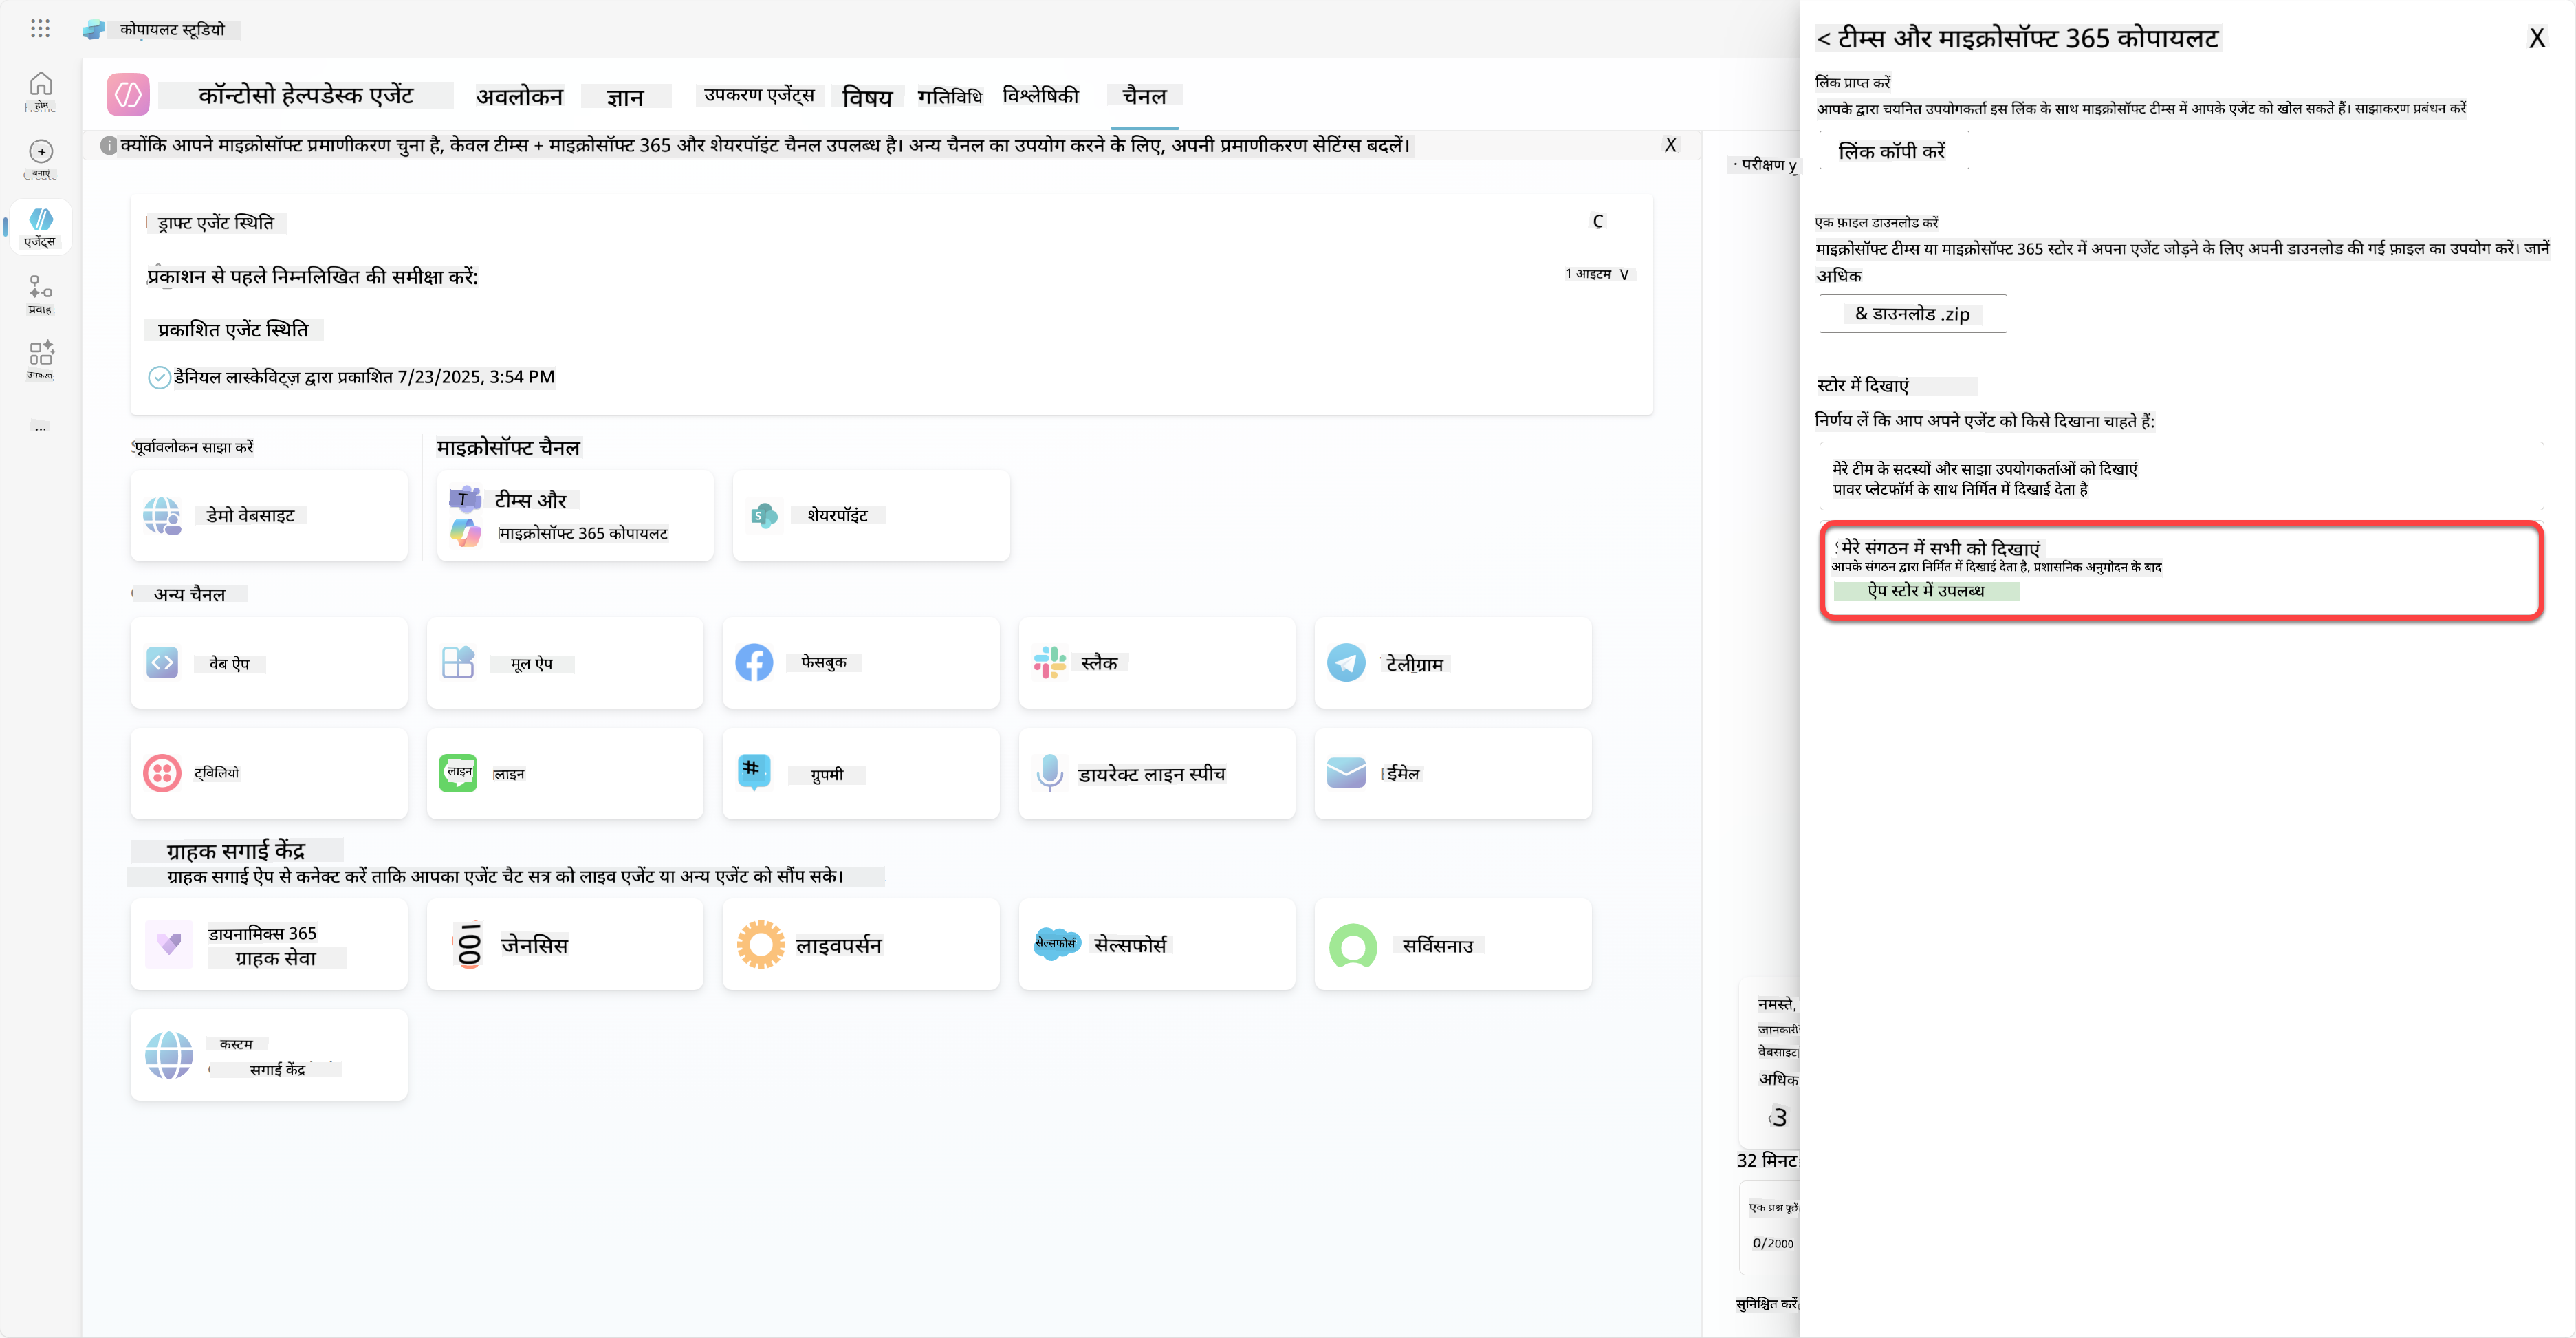 कोपायलट स्टूडियो
होम
बनाएं
एजेंट्स
प्रवाह
उपकरण
...
कॉन्टोसो हेल्पडेस्क एजेंट
अवलोकन
ज्ञान
उपकरण एजेंट्स
विषय
गतिविधि
विश्लेषिकी
चैनल
क्योंकि आपने माइक्रोसॉफ्ट प्रमाणीकरण चुना है, केवल टीम्स + माइक्रोसॉफ्ट 365 और शेयरपॉइंट चैनल उपलब्ध है। अन्य चैनल का उपयोग करने के लिए, अपनी प्रमाणीकरण सेटिंग्स बदलें।
X
ड्राफ्ट एजेंट स्थिति
C
प्रकाशन से पहले निम्नलिखित की समीक्षा करें:
1 आइटम V
प्रकाशित एजेंट स्थिति
डैनियल लास्केविट्ज़ द्वारा प्रकाशित 7/23/2025, 3:54 PM
पूर्वावलोकन साझा करें
माइक्रोसॉफ्ट चैनल
डेमो वेबसाइट
T
टीम्स और
माइक्रोसॉफ्ट 365 कोपायलट
S
शेयरपॉइंट
अन्य चैनल
वेब ऐप
मूल ऐप
फेसबुक
स्लैक
टेलीग्राम
ट्विलियो
लाइन
लाइन
#
ग्रुपमी
डायरेक्ट लाइन स्पीच
ईमेल
ग्राहक सगाई केंद्र
ग्राहक सगाई ऐप से कनेक्ट करें ताकि आपका एजेंट चैट सत्र को लाइव एजेंट या अन्य एजेंट को सौंप सके।
डायनामिक्स 365
ग्राहक सेवा
जेनसिस
लाइवपर्सन
सेल्सफोर्स
सेल्सफोर्स
सर्विसनाउ
कस्टम
सगाई केंद्र
· परीक्षण y
नमस्ते,
जानकारी
वेबसाइट
अधिक
3
32 मिनट
एक प्रश्न पूछें
0/2000
सुनिश्चित करें
< टीम्स और माइक्रोसॉफ्ट 365 कोपायलट
X
लिंक प्राप्त करें
आपके द्वारा चयनित उपयोगकर्ता इस लिंक के साथ माइक्रोसॉफ्ट टीम्स में आपके एजेंट को खोल सकते हैं। साझाकरण प्रबंधन करें
लिंक कॉपी करें
एक फ़ाइल डाउनलोड करें
माइक्रोसॉफ्ट टीम्स या माइक्रोसॉफ्ट 365 स्टोर में अपना एजेंट जोड़ने के लिए अपनी डाउनलोड की गई फ़ाइल का उपयोग करें। जानें
अधिक
& डाउनलोड .zip
स्टोर में दिखाएं
निर्णय लें कि आप अपने एजेंट को किसे दिखाना चाहते हैं:
मेरे टीम के सदस्यों और साझा उपयोगकर्ताओं को दिखाएं
पावर प्लेटफॉर्म के साथ निर्मित में दिखाई देता है
मेरे संगठन में सभी को दिखाएं
आपके संगठन द्वारा निर्मित में दिखाई देता है, प्रशासनिक अनुमोदन के बाद
ऐप स्टोर में उपलब्ध